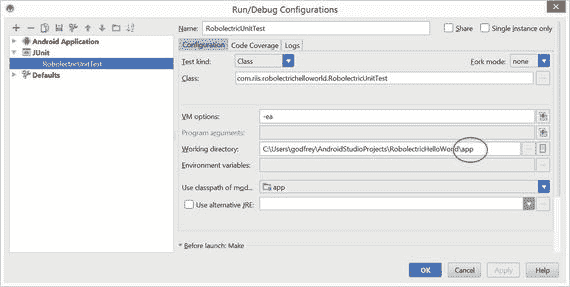 Run/Debug Configurations
Name: RobolectricUnitTest
Share
Single instance only
Android Application
JUnit
RobolectricUnitTest
Defaults
Configuration Code Coverage Logs
Test kind: Class
Fork mode: none
Class: com.riis.robolectrichelloworld.RobolectricUnitTest
VM options: -ea
Program arguments:
Working directory: C:\Users\godfrey\AndroidStudioProjects\RobolectricHelloWorld\app
Environment variables:
Use classpath of mod... app
Use alternative JRE:
Before launch: Make
OK Cancel Apply Help